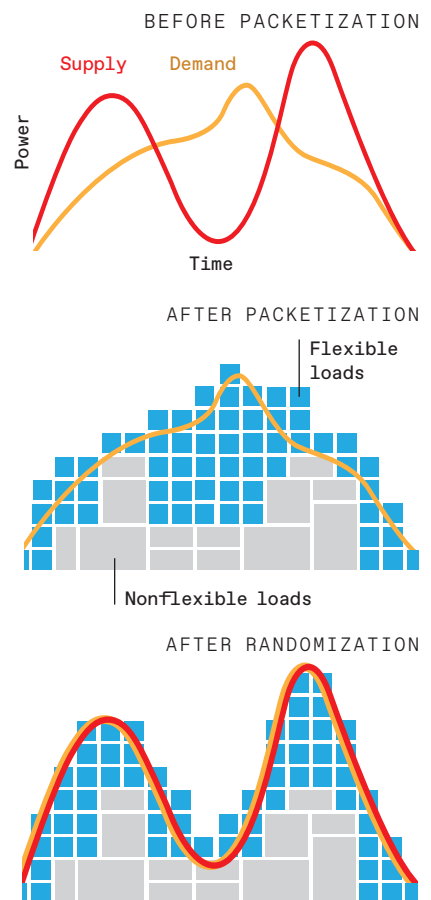 BEFORE PACKETIZATION
Supply
Demand
Power
Time
AFTER PACKETIZATION
Flexible
loads
Nonflexible loads
AFTER RANDOMIZATION